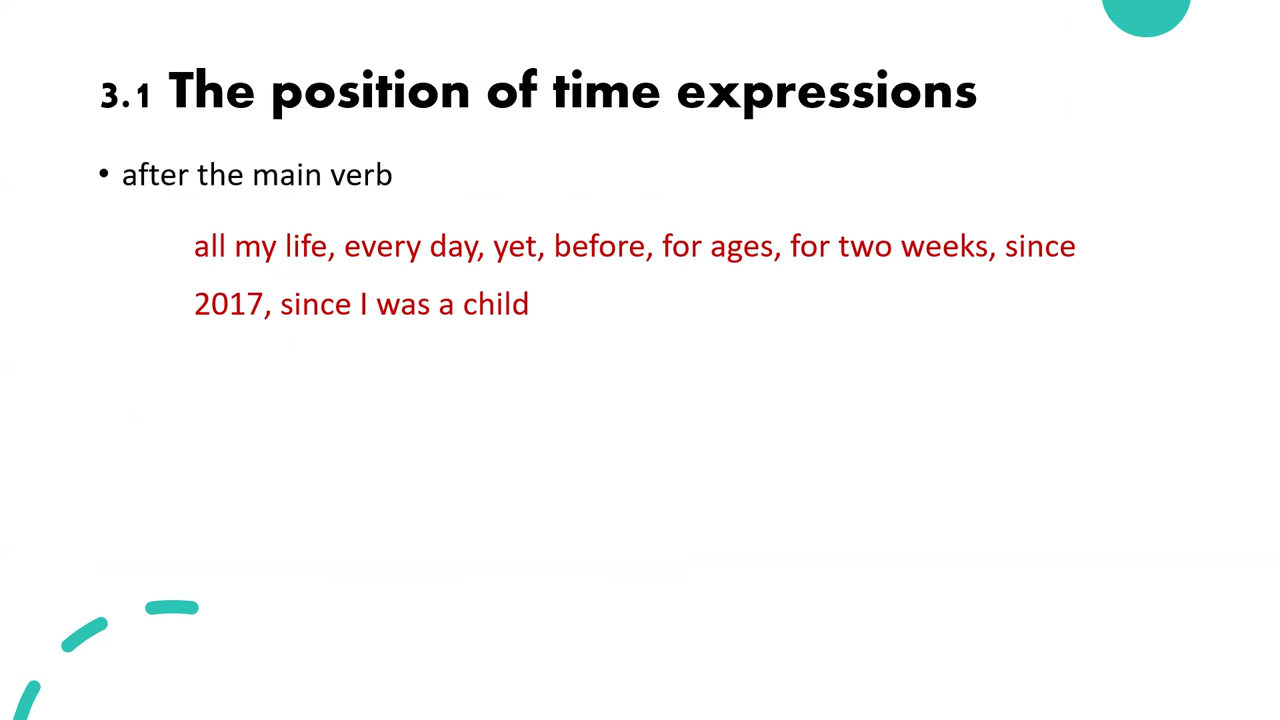 3.1 The position of time expressions
• after the main verb
all my life, every day, yet, before, for ages, for two weeks, since
2017, since I was a child